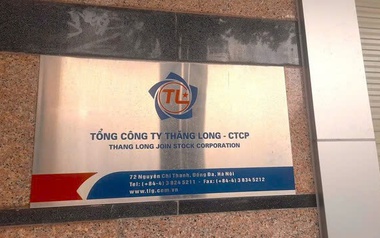 TL
TỔNG CÔNG TY THĂNG LONG - CTCP
THANG LONG JOIN STOCK CORPORATION
72 Nguyễn Chí Thanh, Đống Đa, Hà Nội
Tel: (+84-4) 3 834 5211 - Fax: (+84-4) 3 834 5212
www.tlg.com.vn